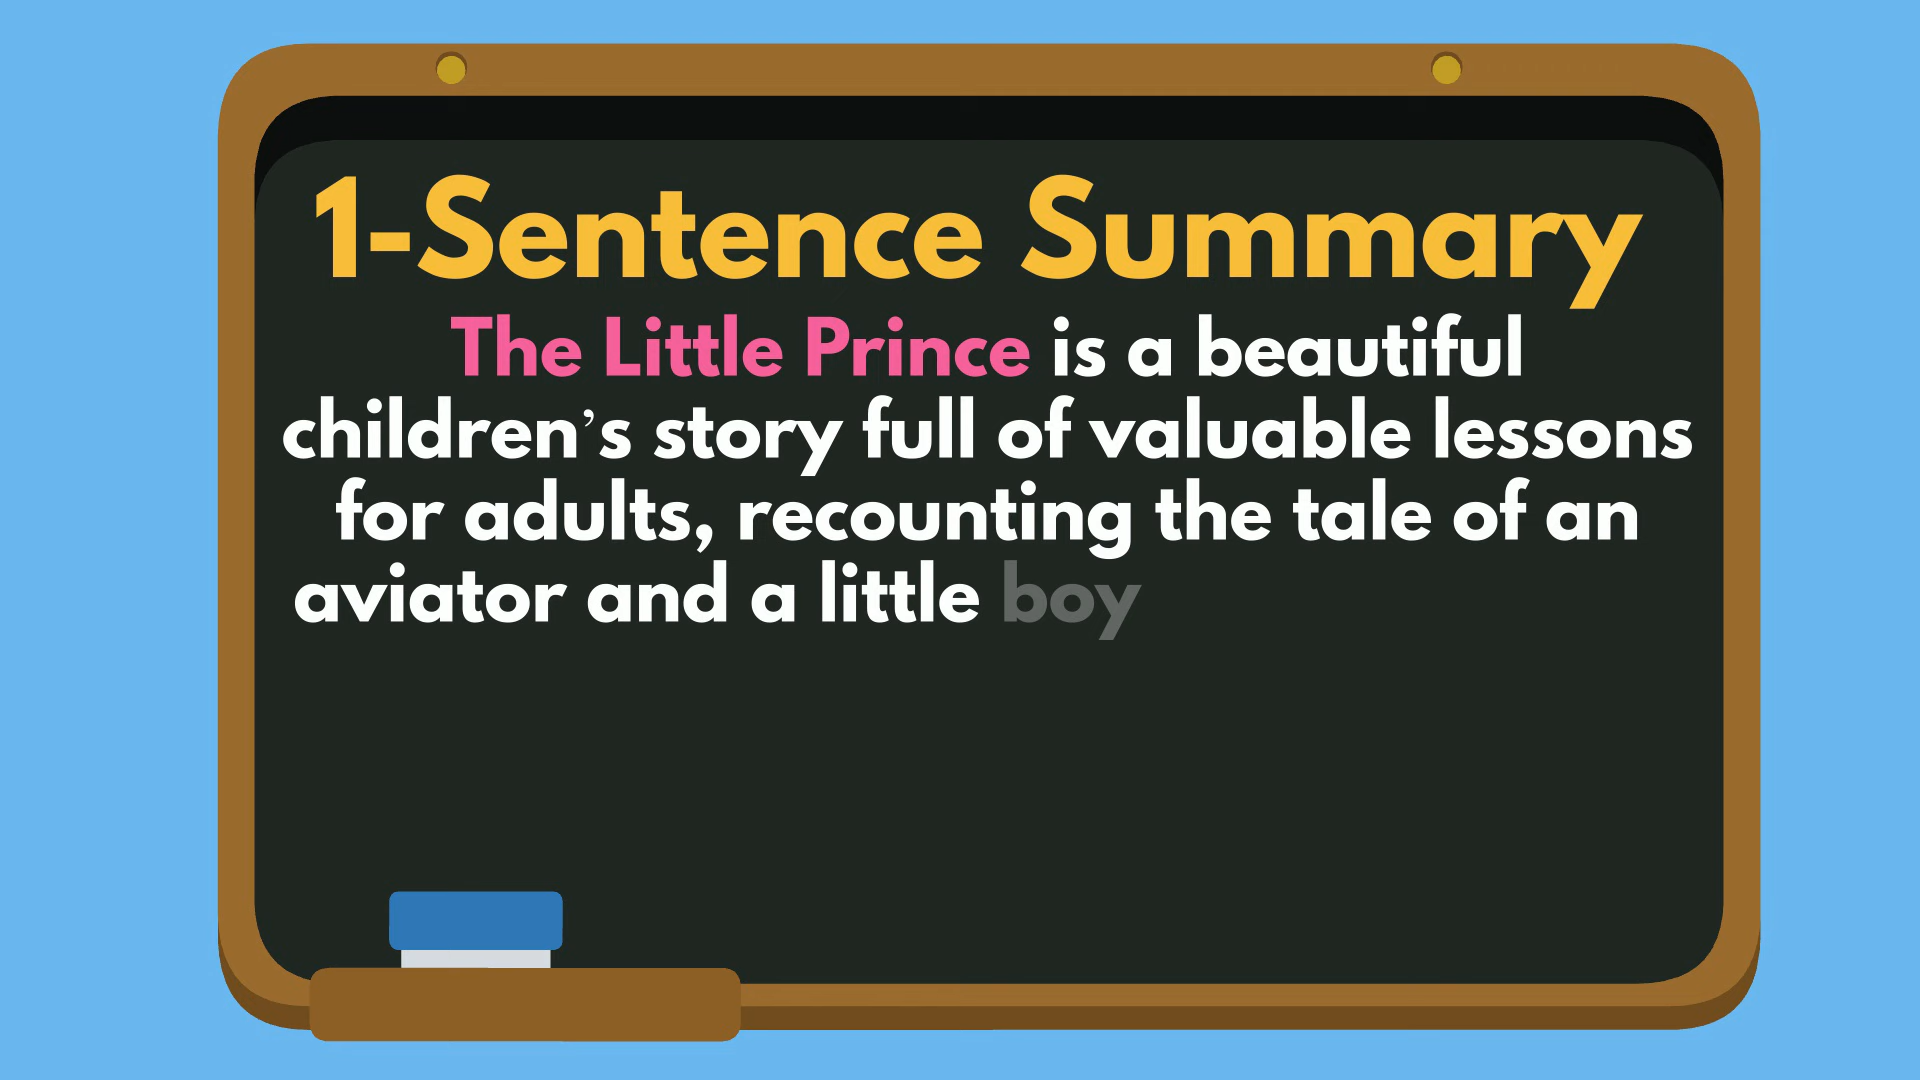 1-Sentence Summary
The Little Prince is a beautiful
children’s story full of valuable lessons
for adults, recounting the tale of an
aviator and a little boy